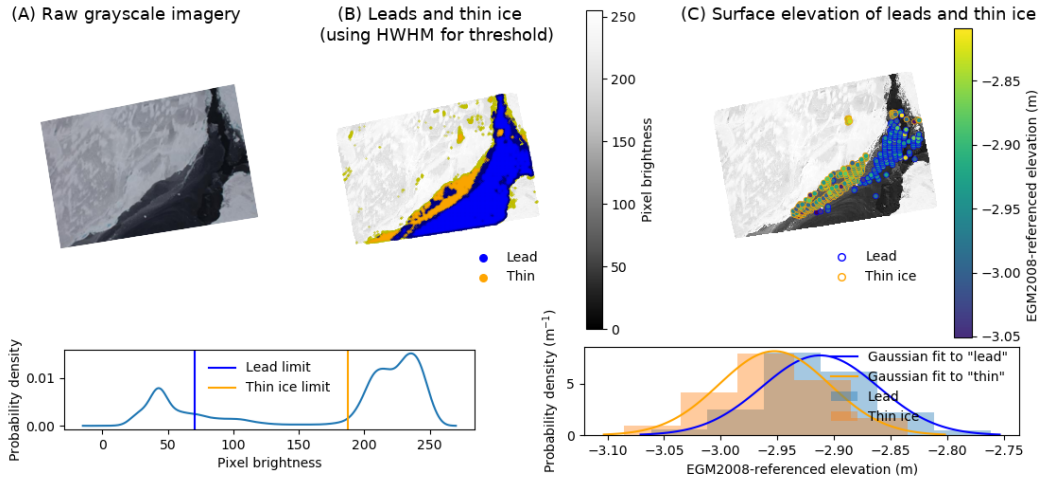 (A) Raw grayscale imagery
(B) Leads and thin ice
(using HWHM for threshold)
Lead
Thin
250
200
150
100
50
0
Pixel brightness
(C) Surface elevation of leads and thin ice
Lead
Thin ice
−2.85
−2.90
−2.95
−3.00
−3.05
EGM2008-referenced elevation (m)
Probability density
0.01
0.00
Lead limit
Thin ice limit
0
50
100
150
200
250
Pixel brightness
Probability density (m⁻¹)
5
0
Gaussian fit to "lead"
Gaussian fit to "thin"
Lead
Thin ice
−3.10
−3.05
−3.00
−2.95
−2.90
−2.85
−2.80
−2.75
EGM2008-referenced elevation (m)